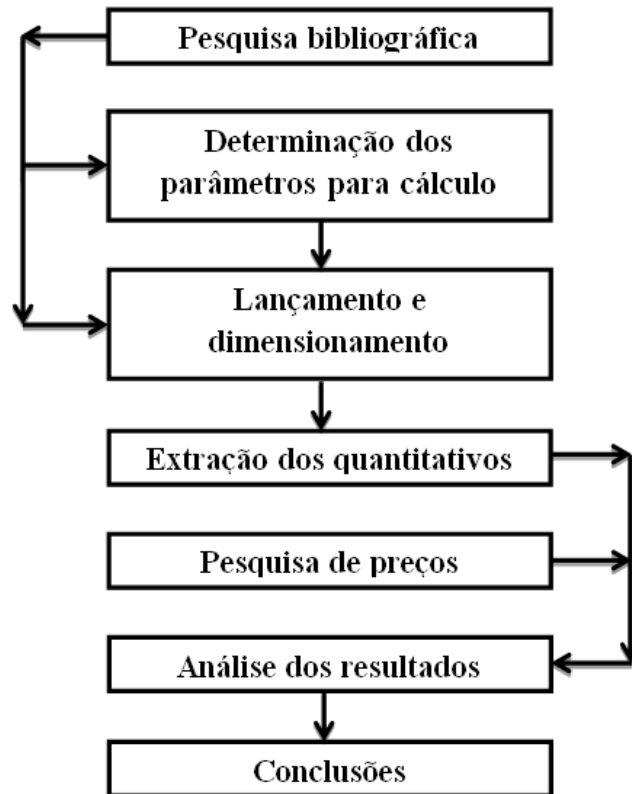 Pesquisa bibliográfica
Determinação dos
parâmetros para cálculo
Lançamento e
dimensionamento
Extração dos quantitativos
Pesquisa de preços
Análise dos resultados
Conclusões